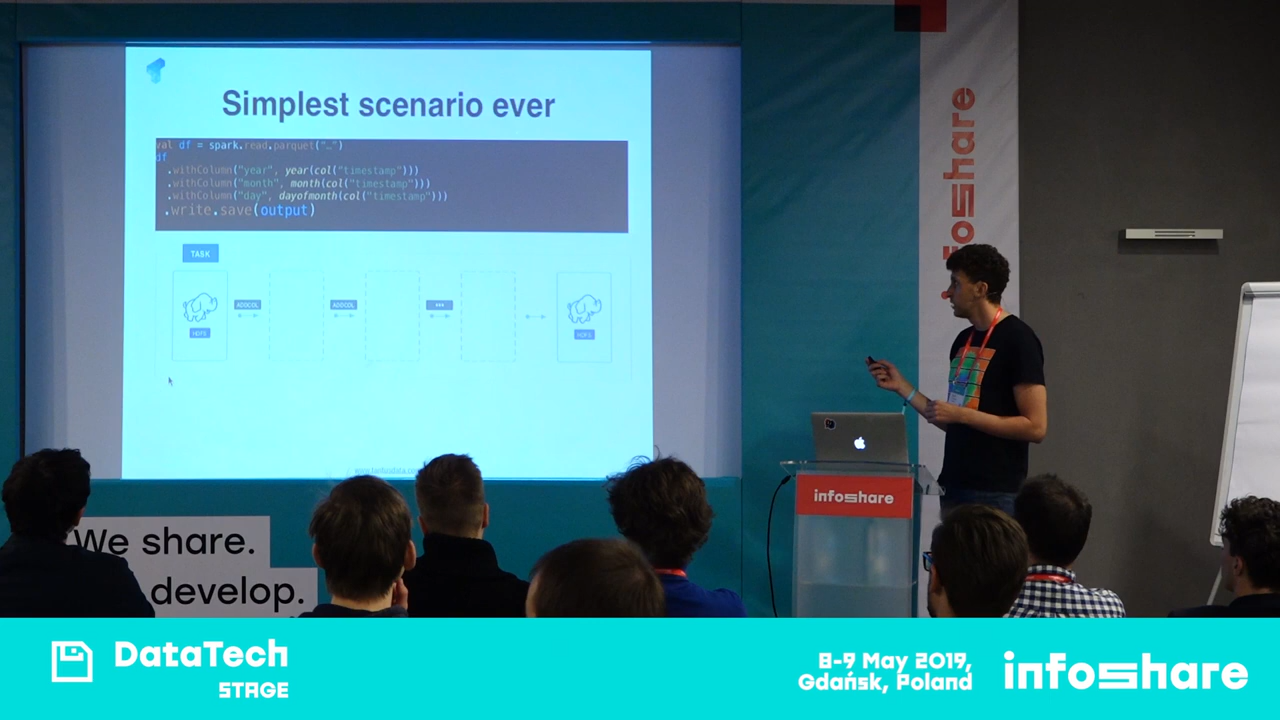 Simplest scenario ever
val df = spark.read.parquet("…")
df
.withColumn("year", year(col("timestamp")))
.withColumn("month", month(col("timestamp")))
.withColumn("day", dayofmonth(col("timestamp")))
.write.save(output)
TASK
ADDCOL
ADDCOL
•••
HDFS
HDFS
infoshare
foshare
We share.
develop.
DataTech
STAGE
8-9 May 2019,
Gdańsk, Poland
infoshare